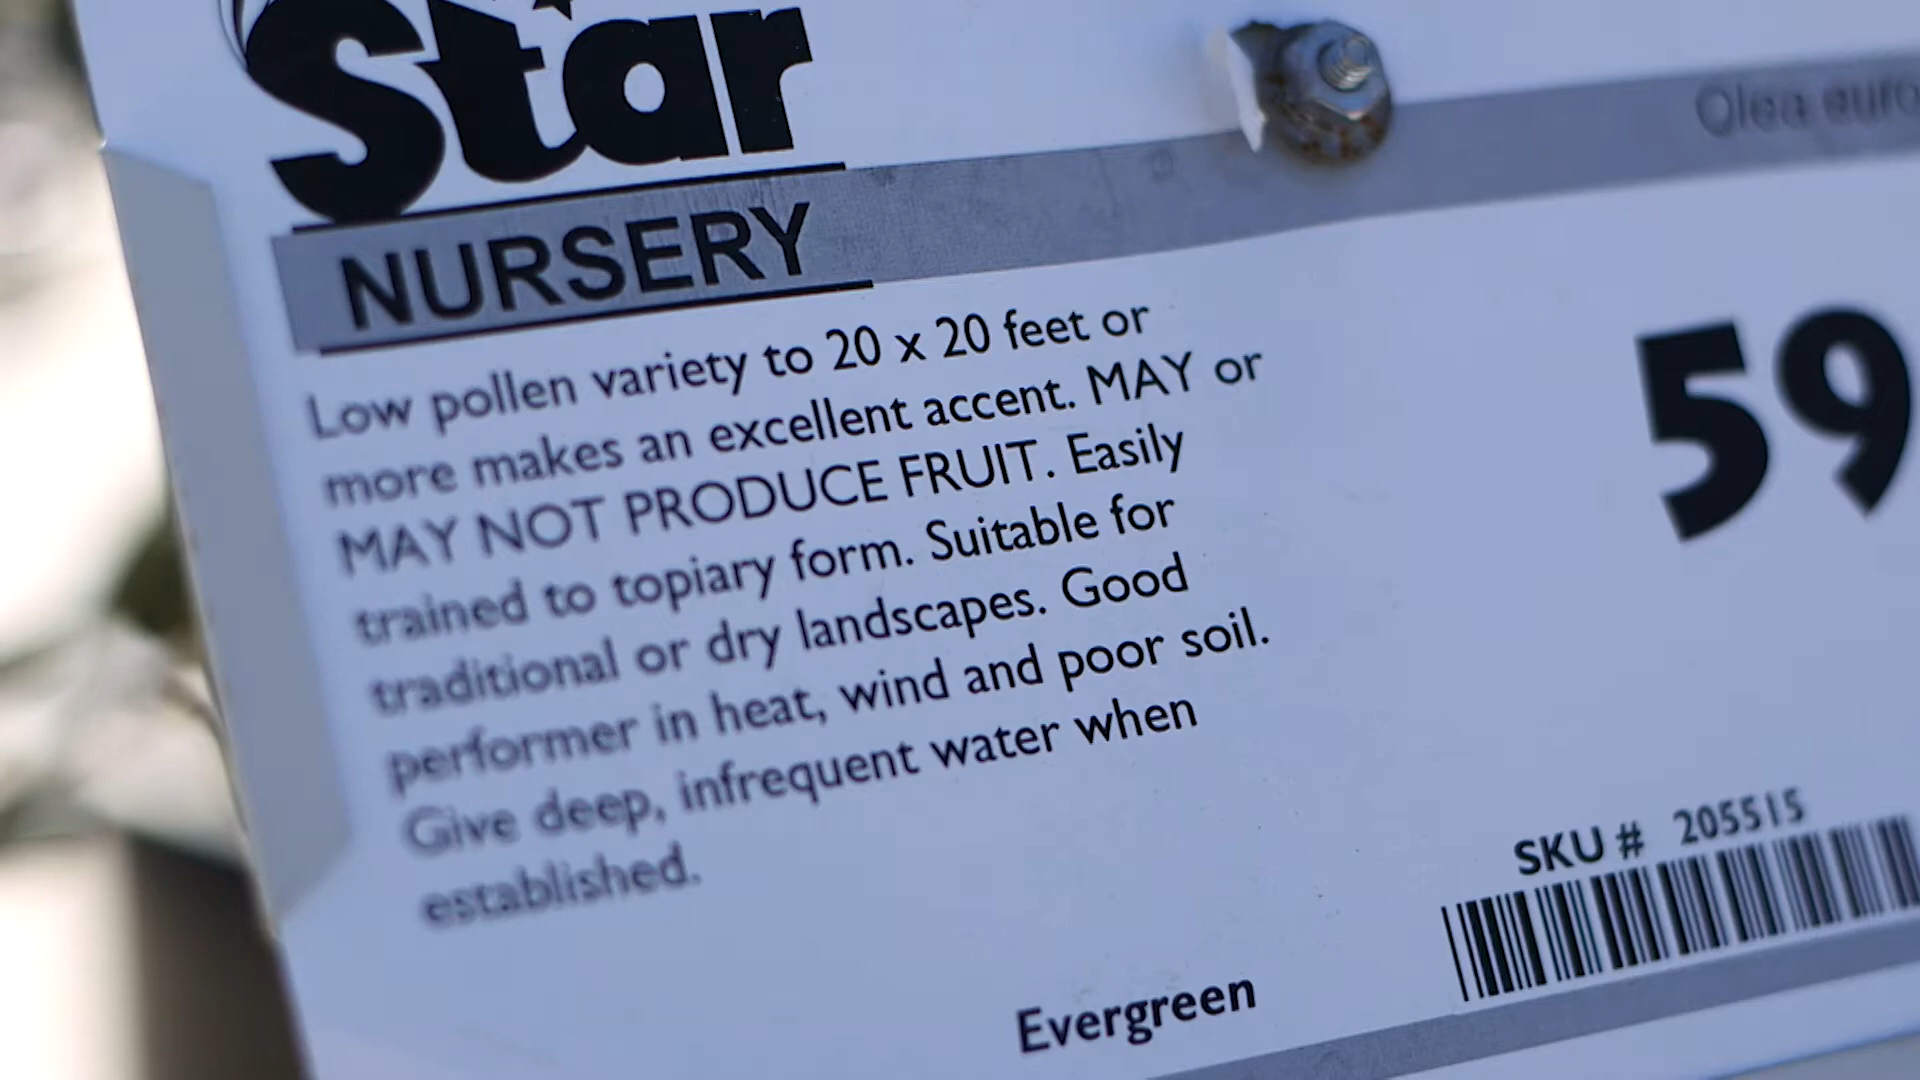 Star
NURSERY
Olea euro
Low pollen variety to 20 x 20 feet or
more makes an excellent accent. MAY or
MAY NOT PRODUCE FRUIT. Easily
trained to topiary form. Suitable for
traditional or dry landscapes. Good
performer in heat, wind and poor soil.
Give deep, infrequent water when
established.
59
SKU # 205515
Evergreen